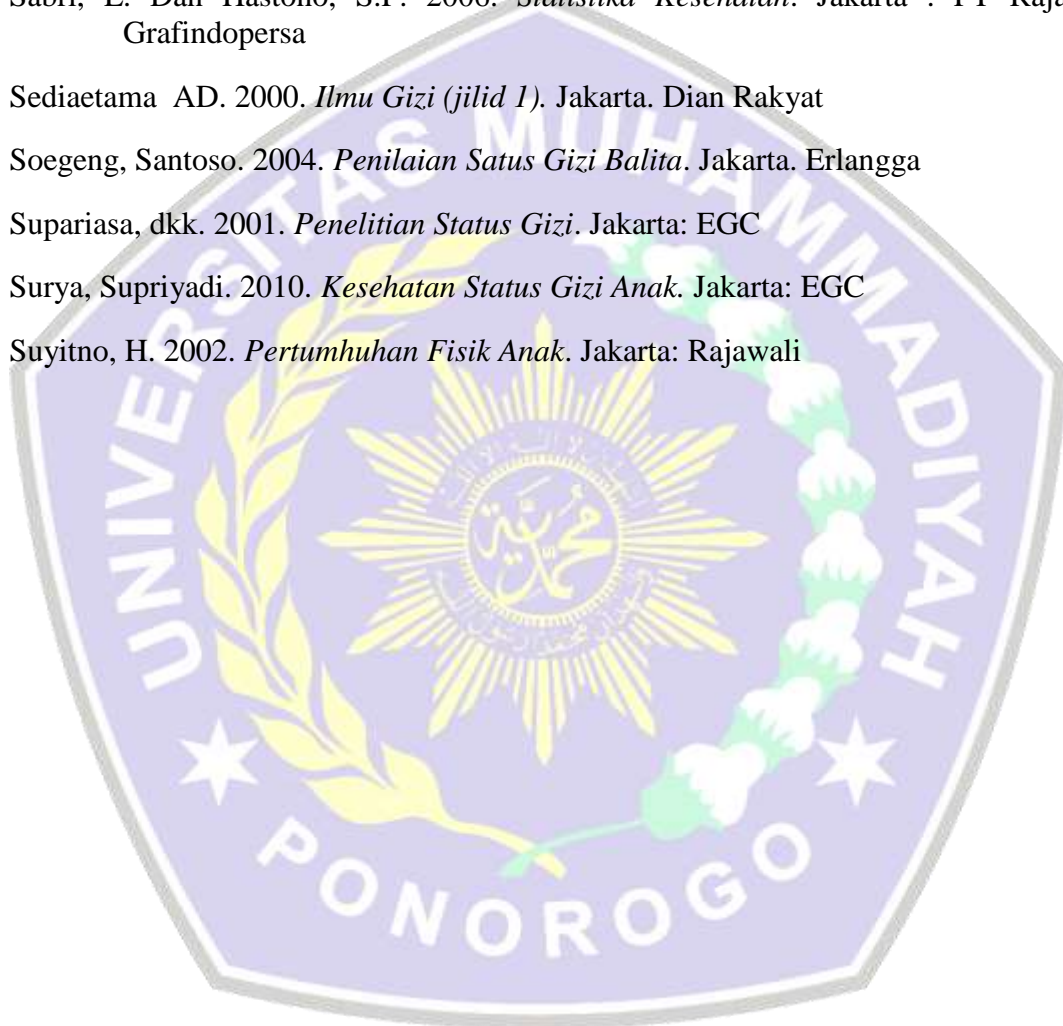 Sabri, L. Dan Hastono, S.P. 2006. Statistika Kesehatan. Jakarta : PT Raja
Grafindopersa
Sediaetama AD. 2000. Ilmu Gizi (jilid 1). Jakarta. Dian Rakyat
Soegeng, Santoso. 2004. Penilaian Satus Gizi Balita. Jakarta. Erlangga
Supariasa, dkk. 2001. Penelitian Status Gizi. Jakarta: EGC
Surya, Supriyadi. 2010. Kesehatan Status Gizi Anak. Jakarta: EGC
Suyitno, H. 2002. Pertumhuhan Fisik Anak. Jakarta: Rajawali
UNIVERSITAS MUHAMMADIYAH
PONOROGO